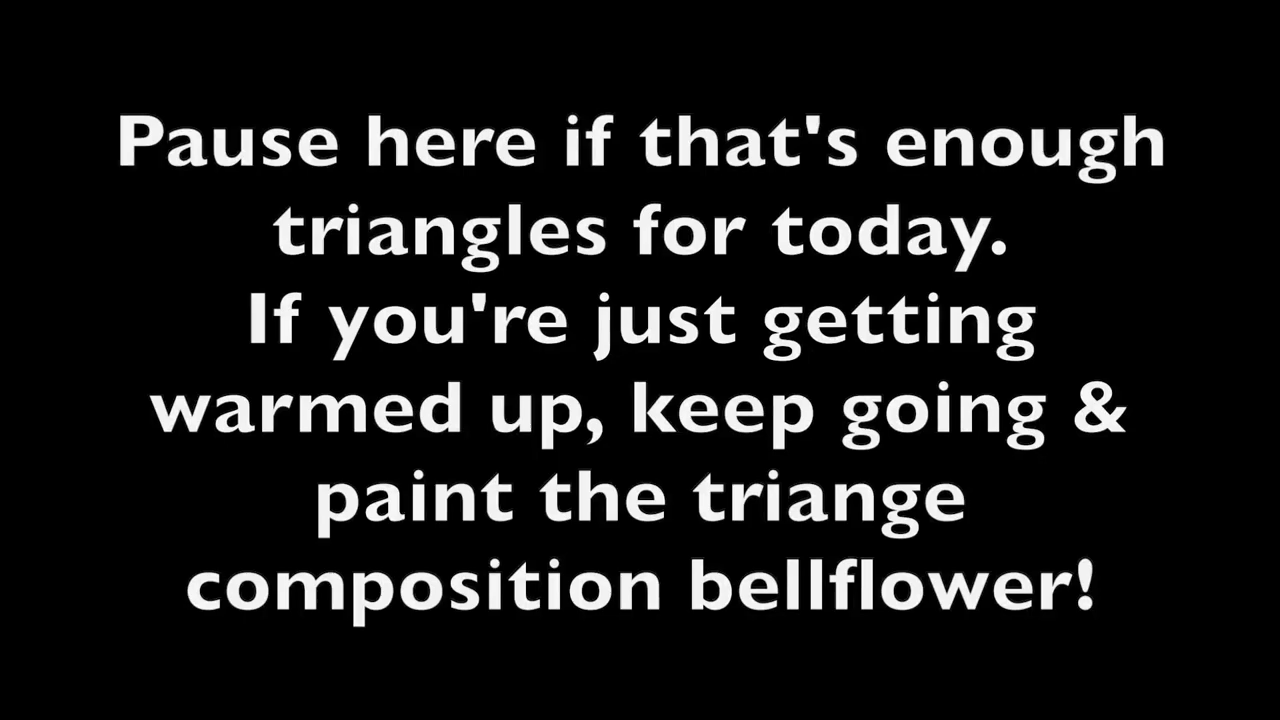 Pause here if that's enough
triangles for today.
If you're just getting
warmed up, keep going &
paint the triange
composition bellflower!